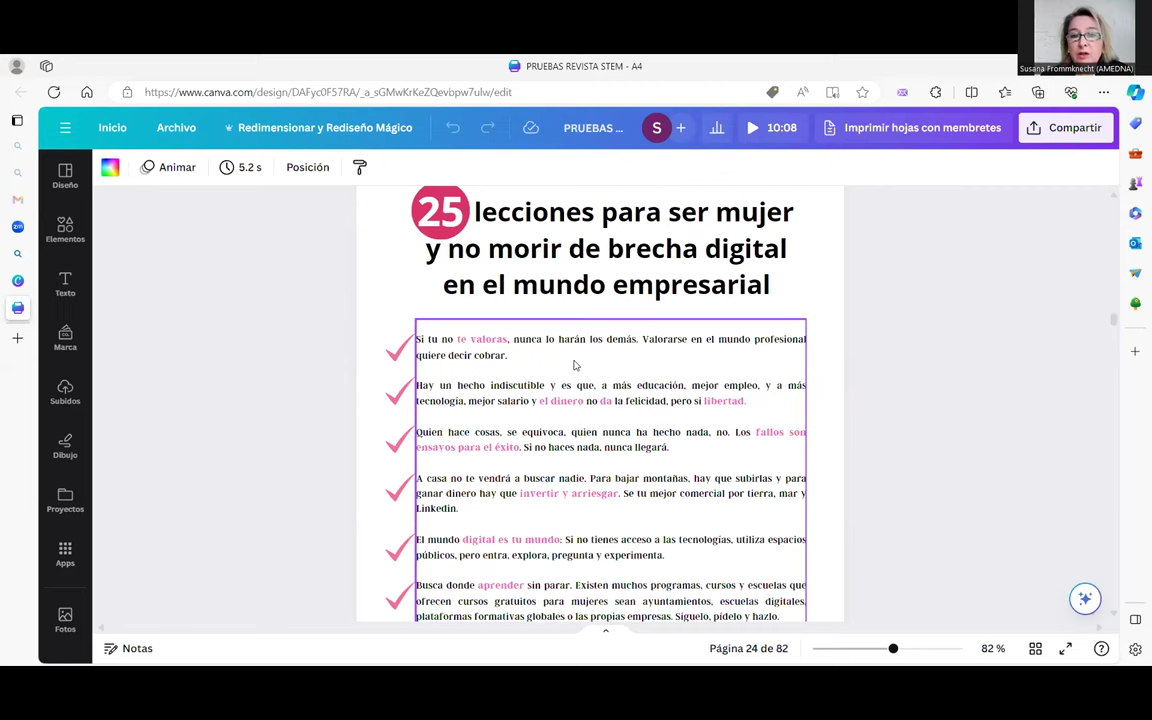 Susana Frommknecht (AMEDNA)
PRUEBAS REVISTA STEM - A4
https://www.canva.com/design/DAFyc0F57RA/_a_sGMwKrKeZQevbpw7ulw/edit
Inicio
Archivo
Redimensionar y Rediseño Mágico
PRUEBAS ...
S
10:08
Imprimir hojas con membretes
Compartir
Animar
5.2 s
Posición
Diseño
Elementos
Texto
Marca
Subidos
Dibujo
Proyectos
Apps
Fotos
25 lecciones para ser mujer
y no morir de brecha digital
en el mundo empresarial
Si tu no te valoras, nunca lo harán los demás. Valorarse en el mundo profesional
quiere decir cobrar.
Hay un hecho indiscutible y es que, a más educación, mejor empleo, y a más
tecnología, mejor salario y el dinero no da la felicidad, pero sí libertad.
Quien hace cosas, se equivoca, quien nunca ha hecho nada, no. Los fallos son
ensayos para el éxito. Si no haces nada, nunca llegará.
A casa no te vendrá a buscar nadie. Para bajar montañas, hay que subirlas y para
ganar dinero hay que invertir y arriesgar. Se tu mejor comercial por tierra, mar y
Linkedin.
El mundo digital es tu mundo: Si no tienes acceso a las tecnologías, utiliza espacios
públicos, pero entra, explora, pregunta y experimenta.
Busca donde aprender sin parar. Existen muchos programas, cursos y escuelas que
ofrecen cursos gratuitos para mujeres sean ayuntamientos, escuelas digitales,
plataformas formativas globales o las propias empresas. Síguelo, pídelo y hazlo.
Notas
Página 24 de 82
82 %